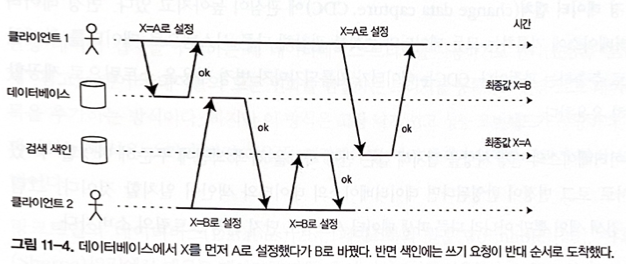 X=A로 설정
X=A로 설정
시간
클라이언트 1
ok
ok
데이터베이스
최종값 X=B
ok
검색 색인
최종값 X=A
ok
클라이언트 2
X=B로 설정
X=B로 설정
그림 11-4. 데이터베이스에서 X를 먼저 A로 설정했다가 B로 바꿨다. 반면 색인에는 쓰기 요청이 반대 순서로 도착했다.